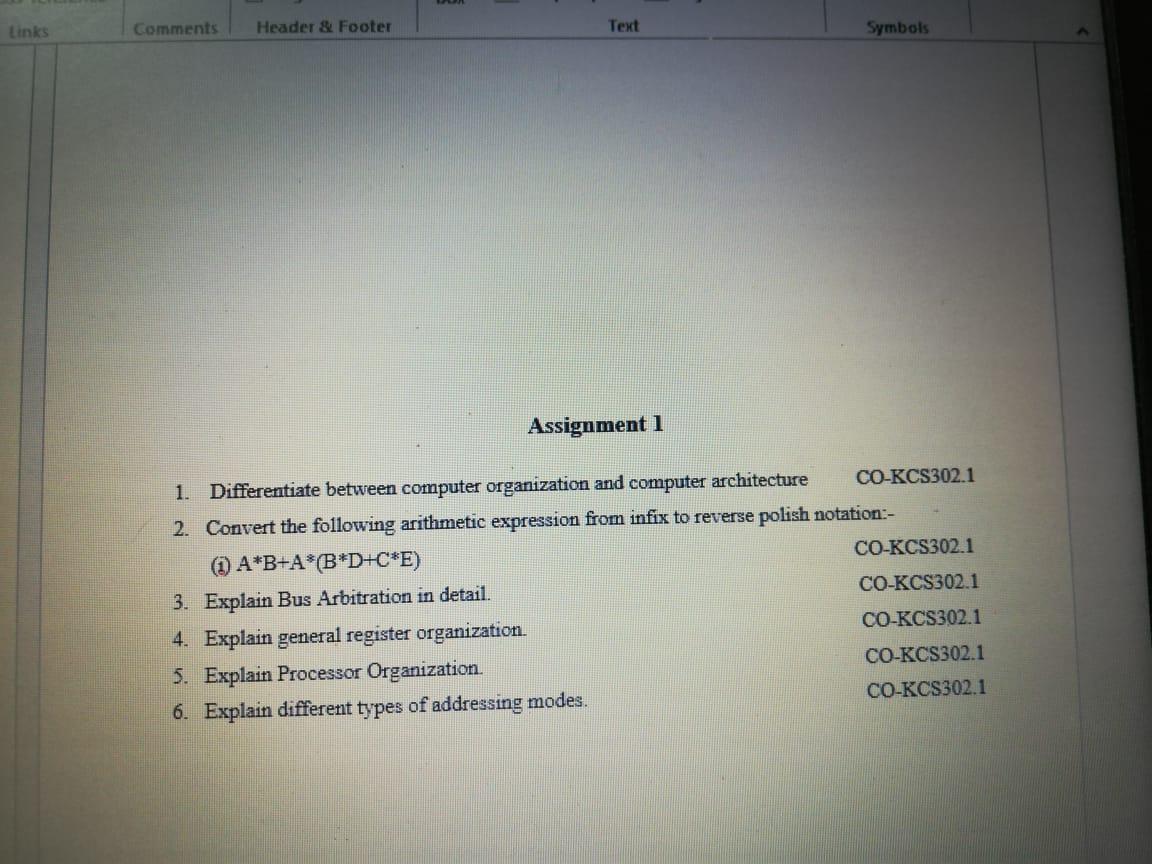 Links Comments Header & Footer Text Symbols
Assignment 1
1. Differentiate between computer organization and computer architecture CO-KCS302.1
2. Convert the following arithmetic expression from infix to reverse polish notation:-
(i) A*B+A*(B*D+C*E) CO-KCS302.1
3. Explain Bus Arbitration in detail. CO-KCS302.1
4. Explain general register organization. CO-KCS302.1
5. Explain Processor Organization. CO-KCS302.1
6. Explain different types of addressing modes. CO-KCS302.1